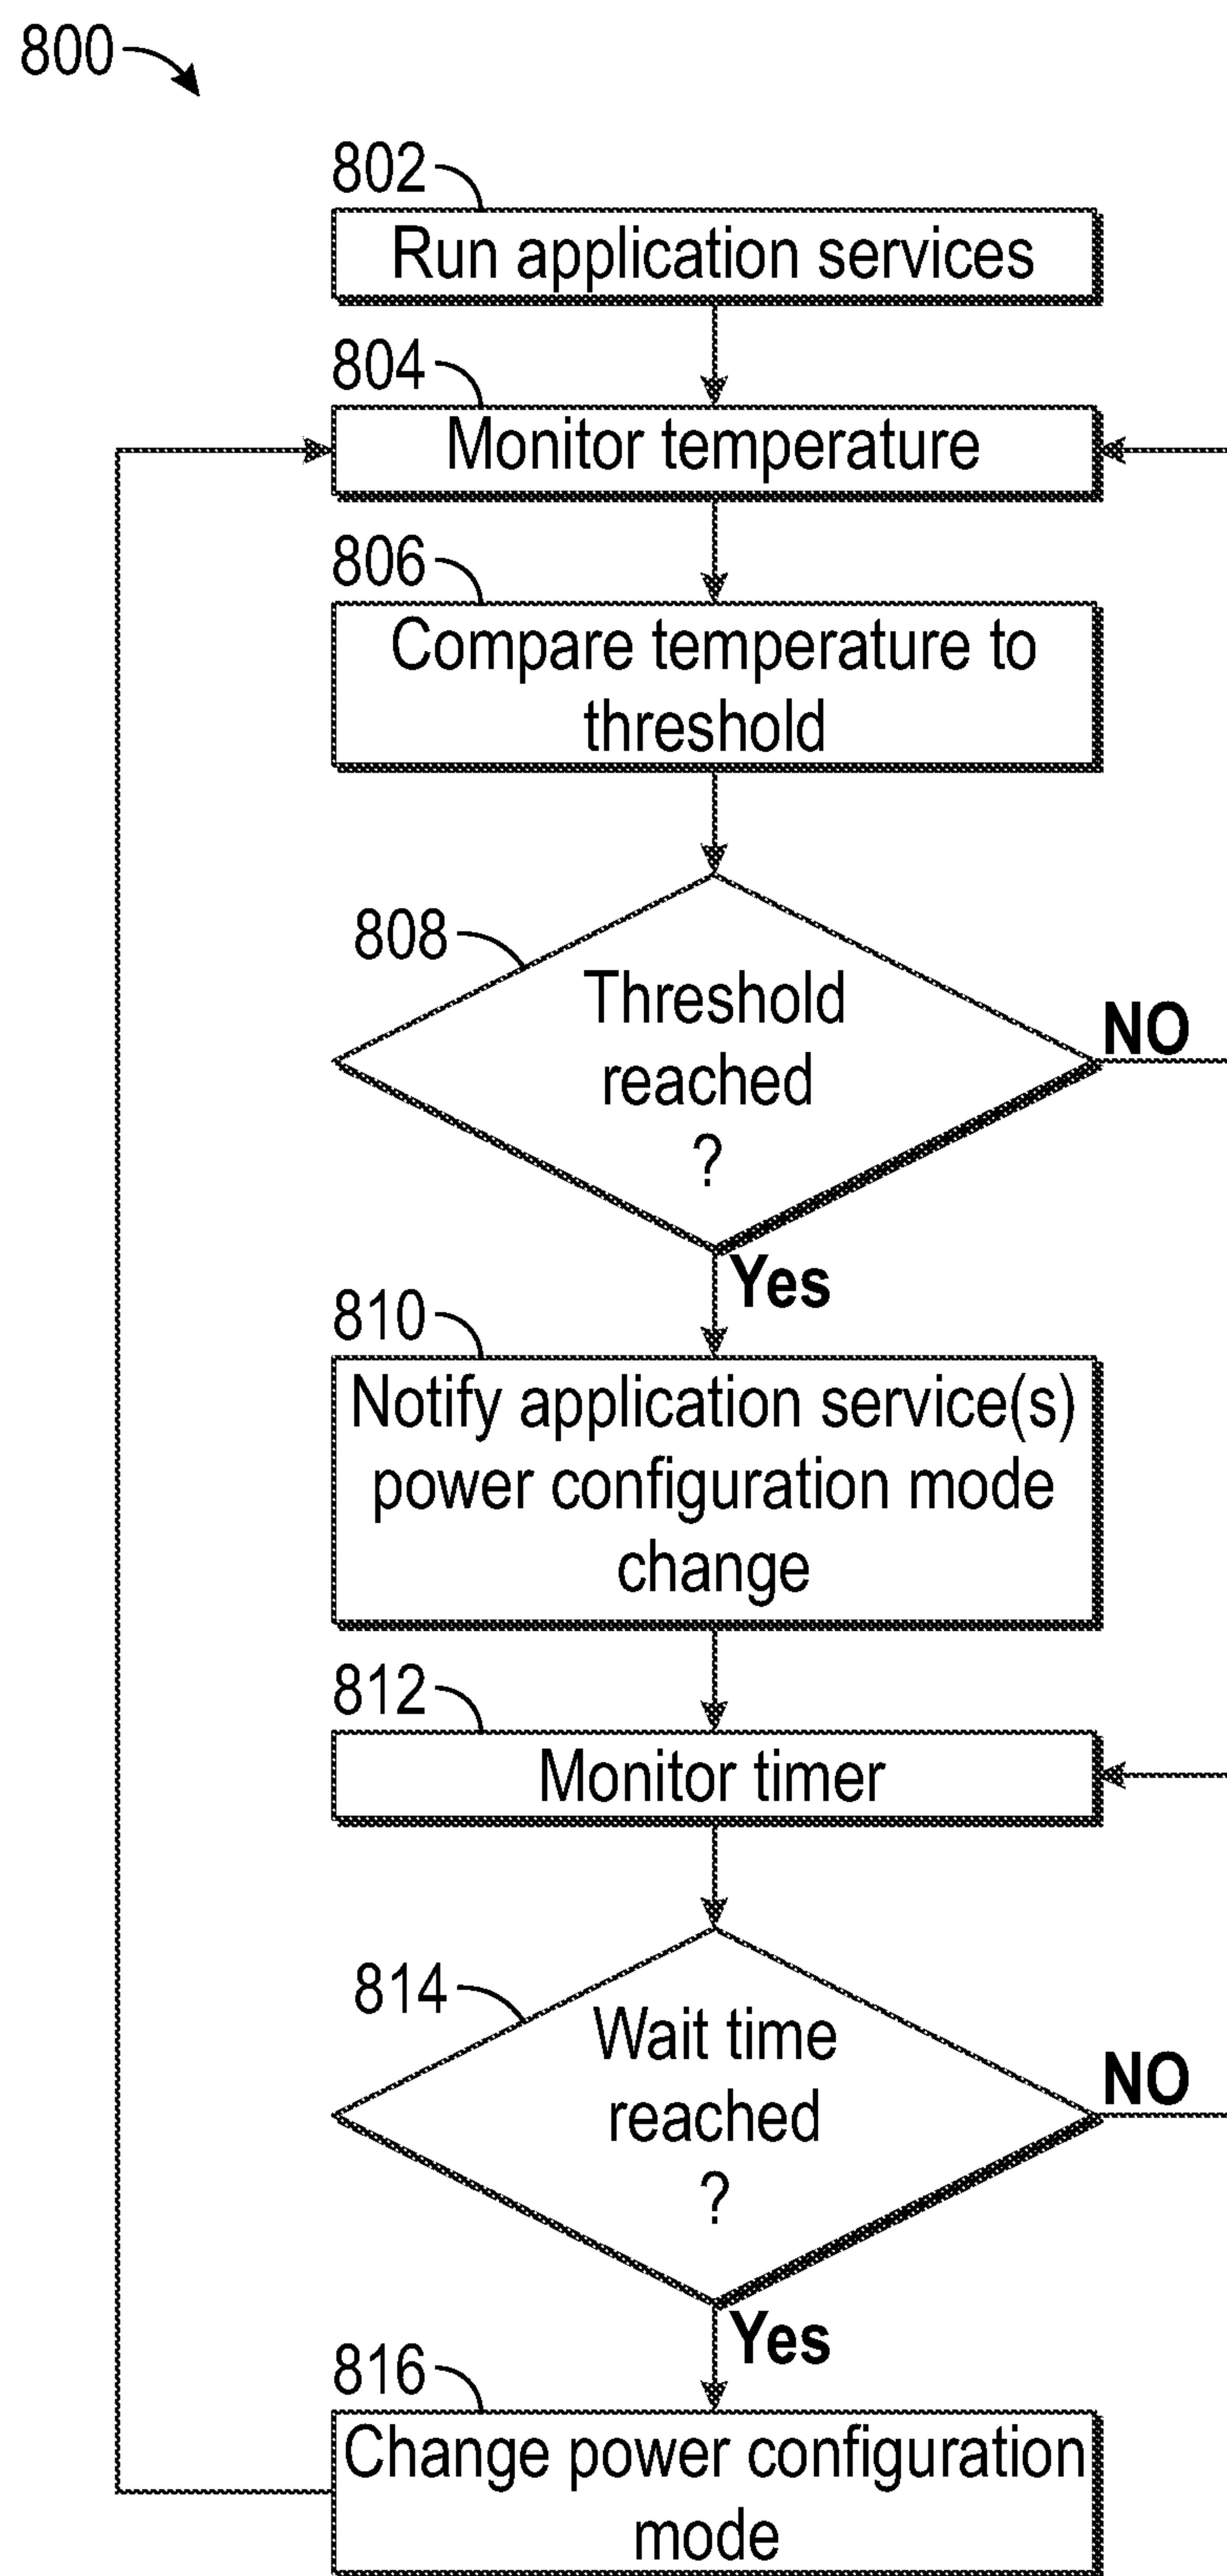 800
802
Run application services
804
Monitor temperature
806
Compare temperature to
threshold
808
Threshold
reached
?
NO
Yes
810
Notify application service(s)
power configuration mode
change
812
Monitor timer
814
Wait time
reached
?
NO
Yes
816
Change power configuration
mode